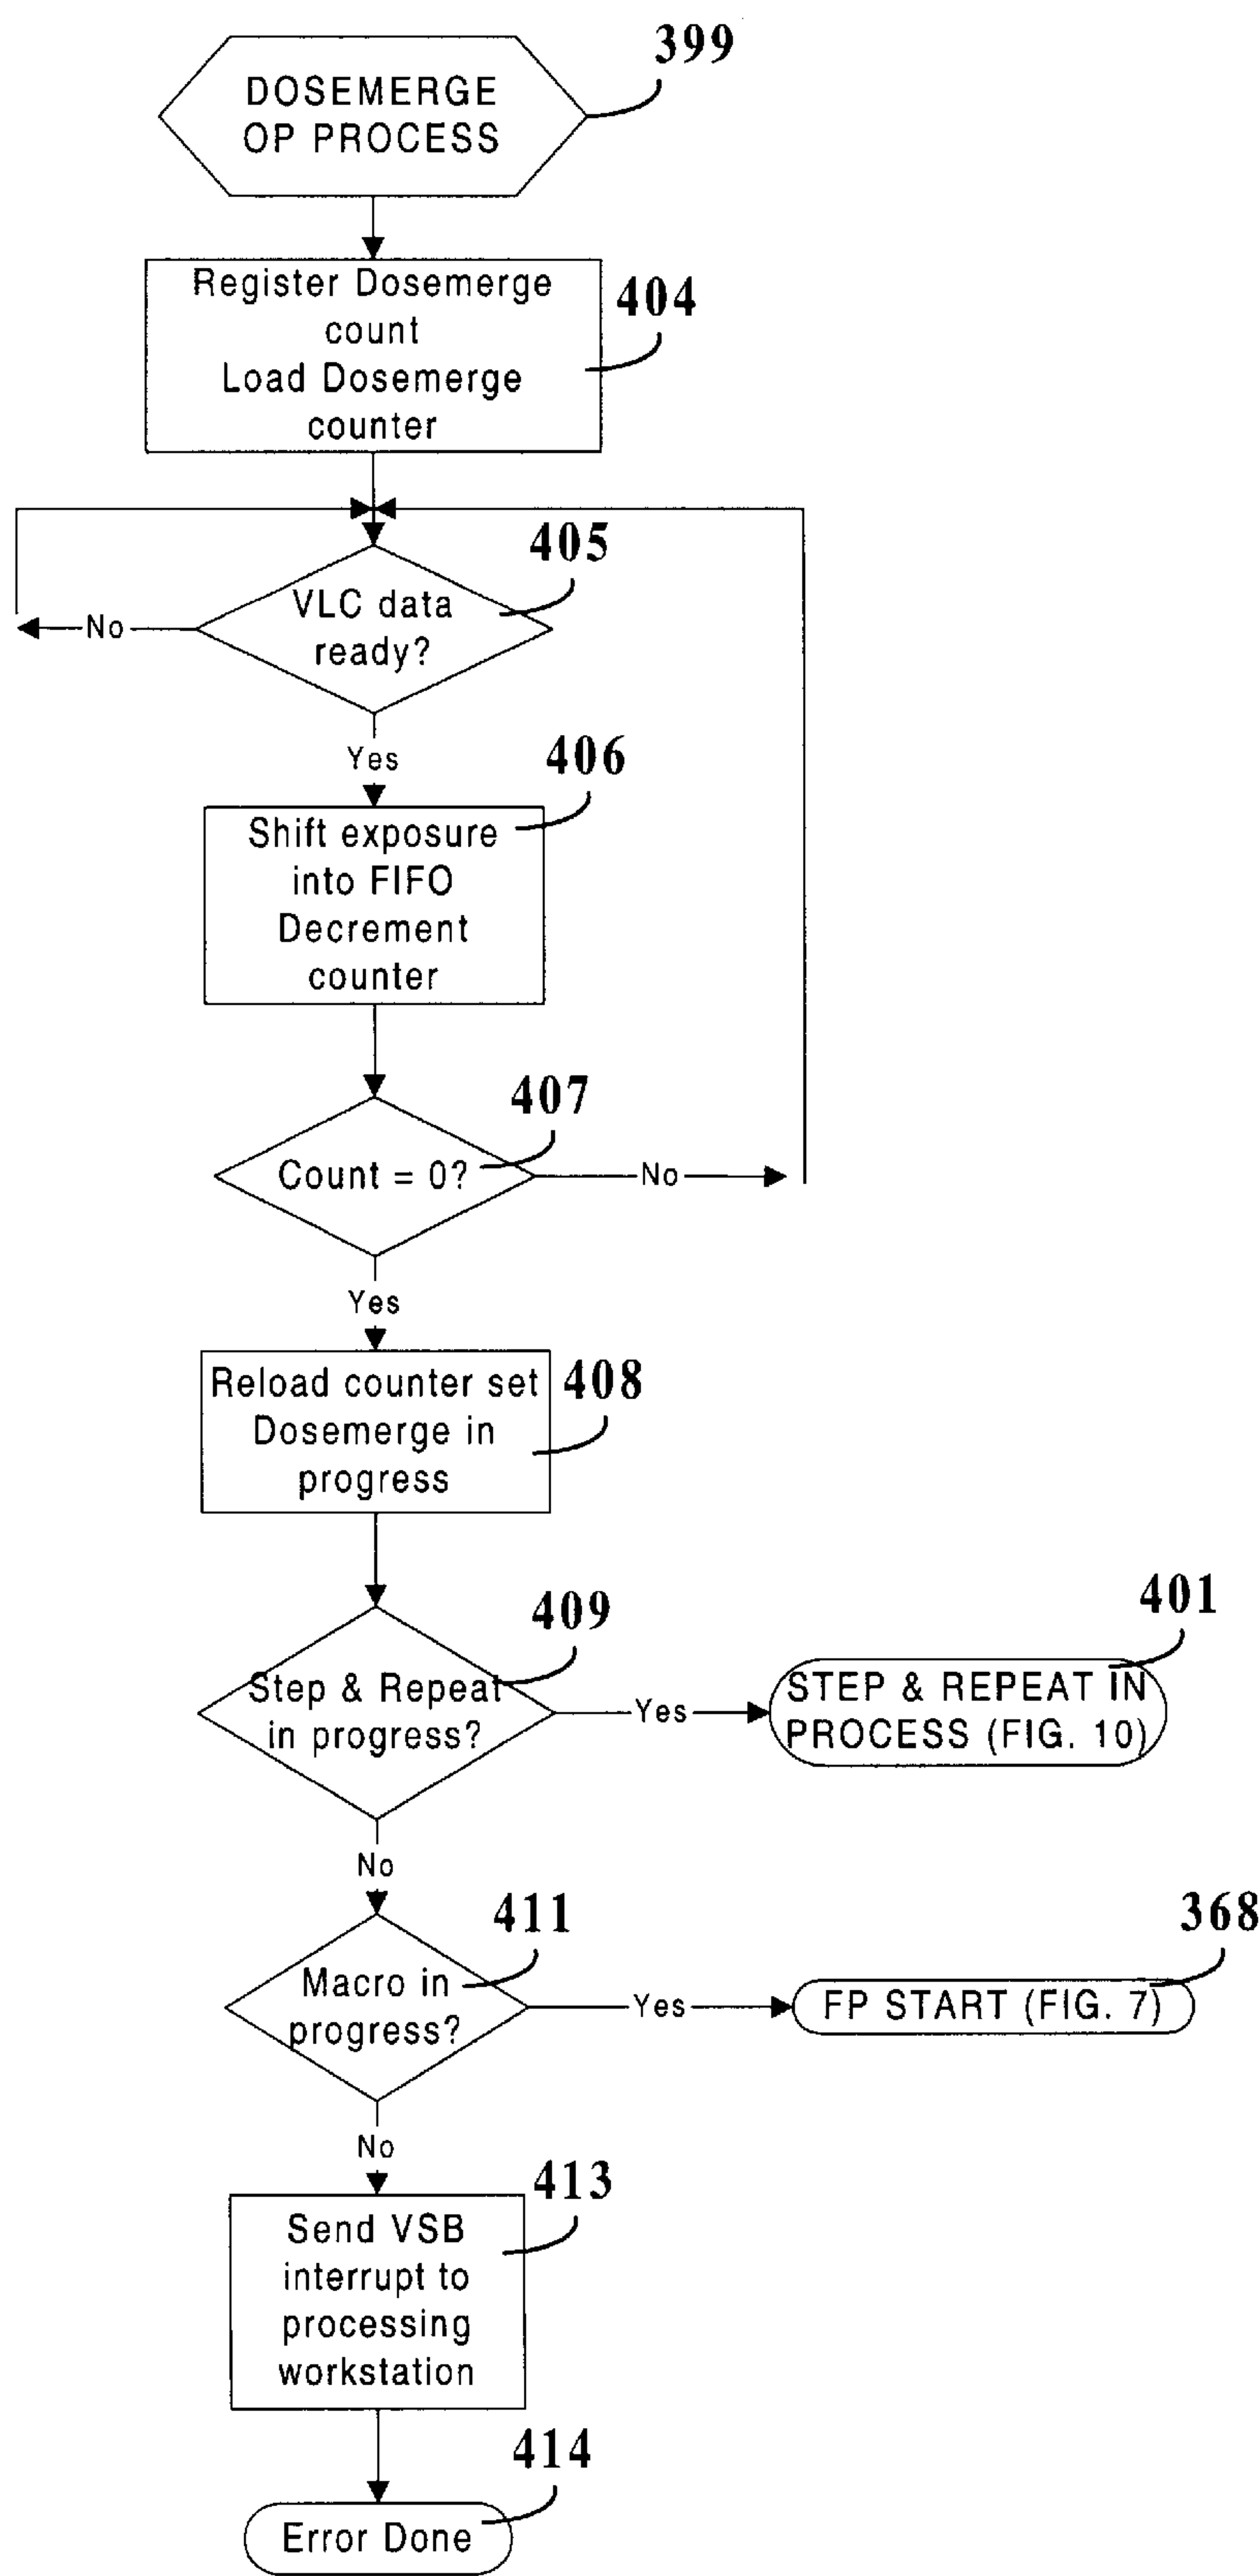 399
DOSEMERGE
OP PROCESS
404
Register Dosemerge
count
Load Dosemerge
counter
405
VLC data
ready?
No
Yes
406
Shift exposure
into FIFO
Decrement
counter
407
Count = 0?
No
Yes
408
Reload counter set
Dosemerge in
progress
409
Step & Repeat
in progress?
Yes
401
STEP & REPEAT IN
PROCESS (FIG. 10)
No
411
Macro in
progress?
Yes
368
FP START (FIG. 7)
No
413
Send VSB
interrupt to
processing
workstation
414
Error Done